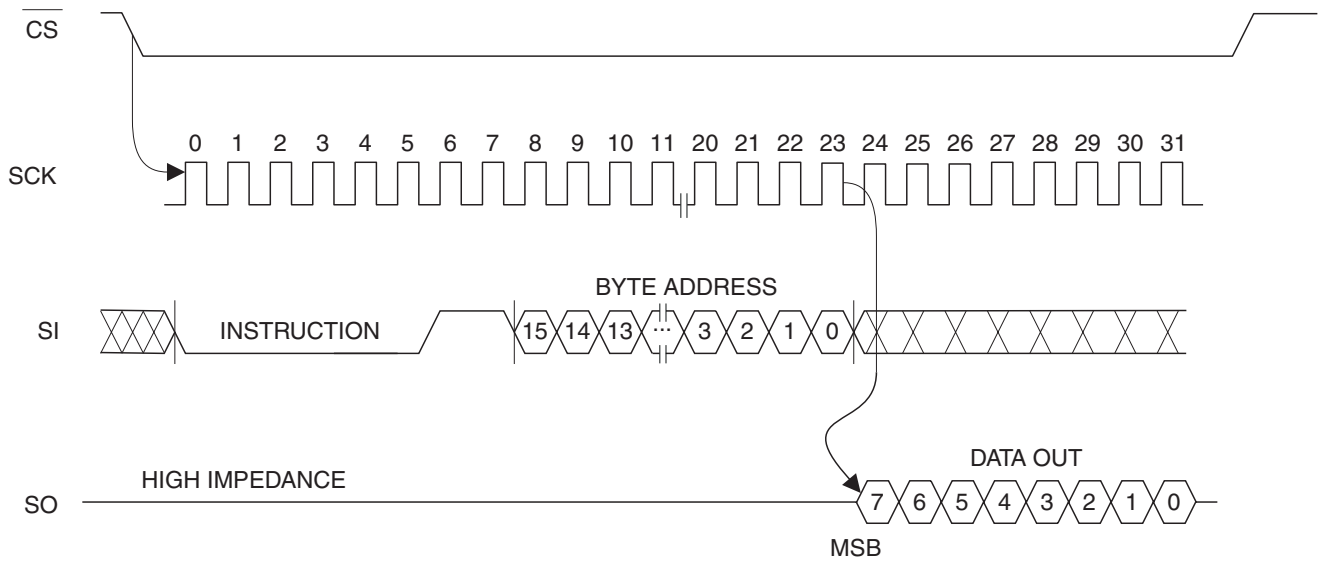 CS
0 1 2 3 4 5 6 7 8 9 10 11 20 21 22 23 24 25 26 27 28 29 30 31
SCK
BYTE ADDRESS
SI INSTRUCTION 15 14 13 ... 3 2 1 0
DATA OUT
HIGH IMPEDANCE
SO 7 6 5 4 3 2 1 0
MSB